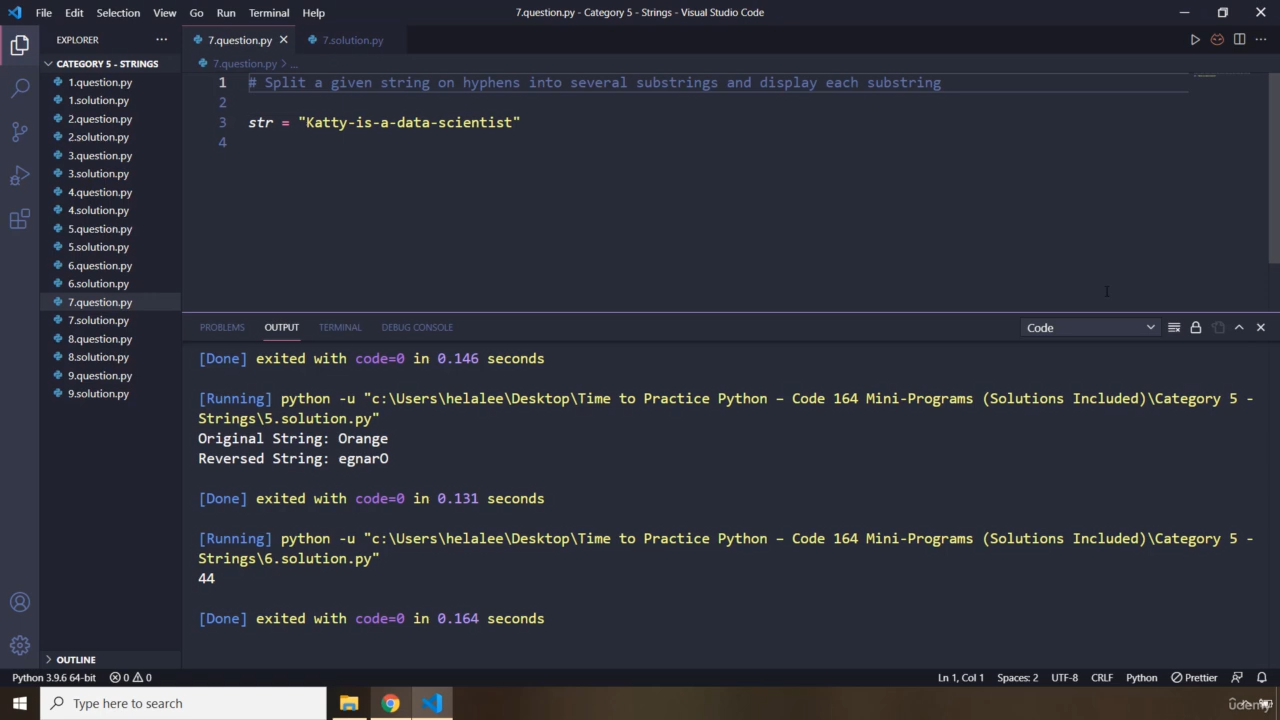 File Edit Selection View Go Run Terminal Help
7.question.py - Category 5 - Strings - Visual Studio Code
EXPLORER
7.question.py
7.solution.py
CATEGORY 5 - STRINGS
7.question.py > ...
1.question.py
1.solution.py
2.question.py
2.solution.py
3.question.py
3.solution.py
4.question.py
4.solution.py
5.question.py
5.solution.py
6.question.py
6.solution.py
7.question.py
7.solution.py
8.question.py
8.solution.py
9.question.py
9.solution.py
OUTLINE
1 # Split a given string on hyphens into several substrings and display each substring
2
3 str = "Katty-is-a-data-scientist"
4
PROBLEMS OUTPUT TERMINAL DEBUG CONSOLE
Code
[Done] exited with code=0 in 0.146 seconds
[Running] python -u "c:\Users\helalee\Desktop\Time to Practice Python – Code 164 Mini-Programs (Solutions Included)\Category 5 -
Strings\5.solution.py"
Original String: Orange
Reversed String: egnarO
[Done] exited with code=0 in 0.131 seconds
[Running] python -u "c:\Users\helalee\Desktop\Time to Practice Python – Code 164 Mini-Programs (Solutions Included)\Category 5 -
Strings\6.solution.py"
44
[Done] exited with code=0 in 0.164 seconds
Python 3.9.6 64-bit 0 0
Ln 1, Col 1 Spaces: 2 UTF-8 CRLF Python Prettier
Type here to search
udemy